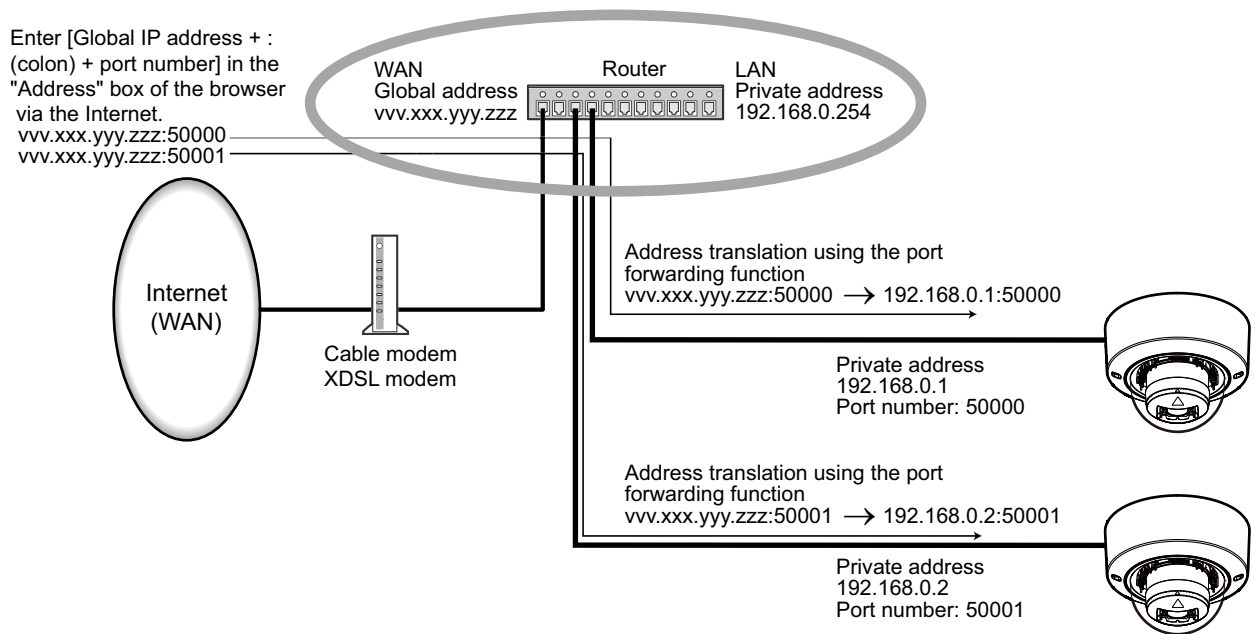 Enter [Global IP address + :
(colon) + port number] in the
"Address" box of the browser
via the Internet.
vvv.xxx.yyy.zzz:50000
vvv.xxx.yyy.zzz:50001
WAN
Global address
vvv.xxx.yyy.zzz
Router
LAN
Private address
192.168.0.254
Internet
(WAN)
Cable modem
XDSL modem
Address translation using the port
forwarding function
vvv.xxx.yyy.zzz:50000 → 192.168.0.1:50000
Private address
192.168.0.1
Port number: 50000
Address translation using the port
forwarding function
vvv.xxx.yyy.zzz:50001 → 192.168.0.2:50001
Private address
192.168.0.2
Port number: 50001